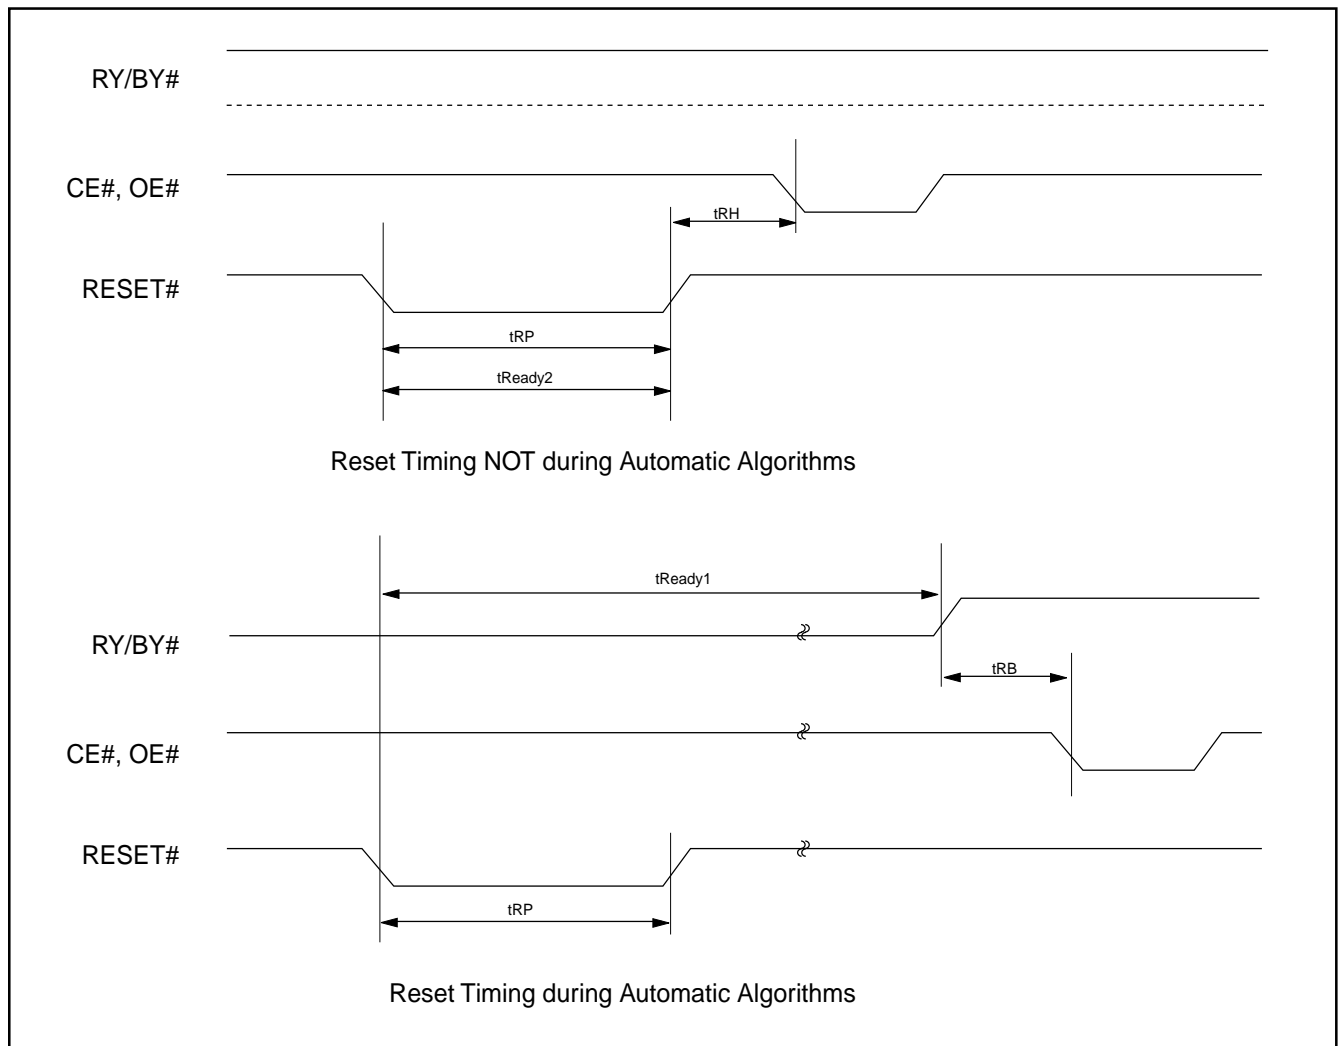 RY/BY#
CE#, OE#
tRH
RESET#
tRP
tReady2
Reset Timing NOT during Automatic Algorithms
tReady1
RY/BY#
tRB
CE#, OE#
RESET#
tRP
Reset Timing during Automatic Algorithms